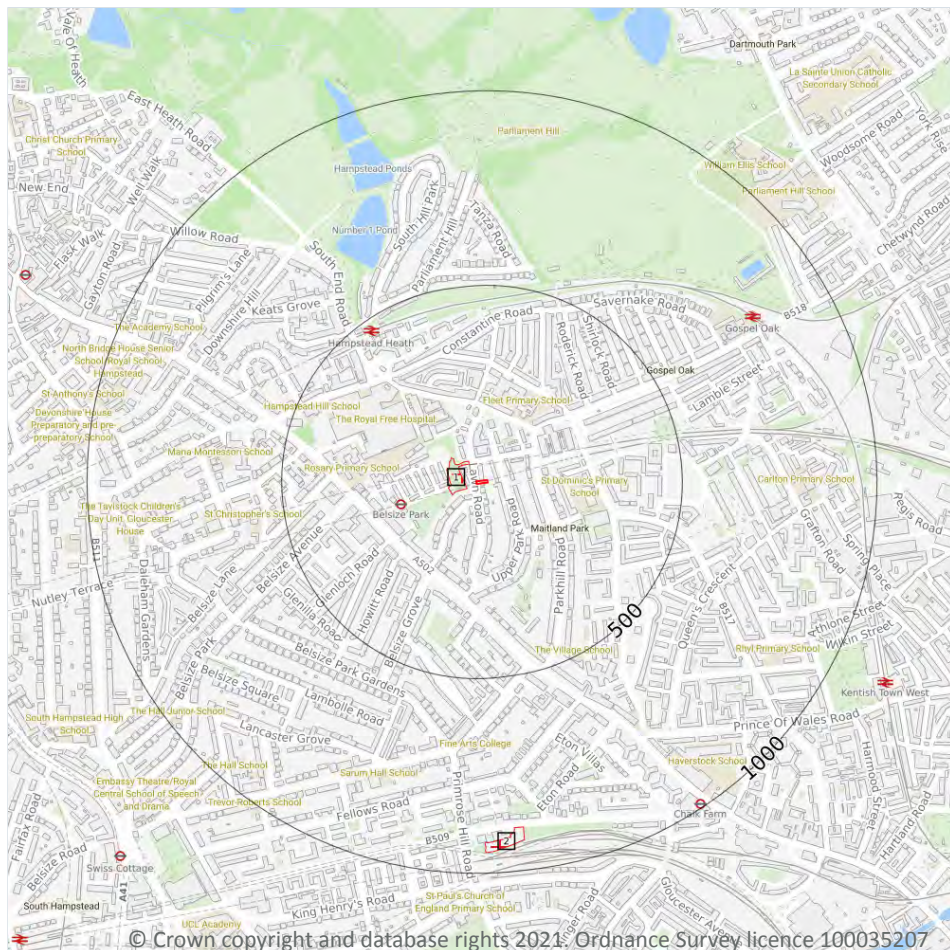 Vale Of Health
Dartmouth Park
La Sainte Union Catholic
Secondary School
East Heath Road
Christ Church Primary
School
Parliament Hill
York Rise
Woodsome Road
Well Walk
Hampstead Ponds
William Ellis School
New End
Parliament Hill School
Flask Walk
South Hill Park
Tanza Road
Chetwynd Road
Willow Road
Number 1 Pond
Parliament Hill
Gayton Road
Pilgrim's Lane
South End Road
Keats Grove
Savernake Road
B518
The Academy School
Downshire Hill
Constantine Road
Gospel Oak
Hampstead Heath
North Bridge House Senior
School/Royal School
Hampstead
Roderick Road
Shirlock Road
Gospel Oak
Lamble Street
St Anthony's School
Hampstead Hill School
Fleet Primary School
Devonshire House
Preparatory and pre-
preparatory School
The Royal Free Hospital
Maria Montessori School
Rosary Primary School
1
St Dominic's Primary
School
Carlton Primary School
The Tavistock Children's
Day Unit, Gloucester
House
St Christopher's School
Belsize Park
Road
Upper Park Road
Maitland Park
Grafton Road
Regis Road
B511
Belsize Avenue
Spring Place
A502
Nutley Terrace
Daleham Gardens
Belsize Lane
Glenloch Road
Glenilla Road
Howitt Road
Parkhill Road
Queen's Crescent
B517
Athlone Street
Wilkin Street
500
Belsize Park
Belsize Grove
The Village School
Rhyl Primary School
Belsize Park Gardens
Belsize Square
Lambolle Road
Kentish Town West
The Hall Junior School
South Hampstead High
School
Lancaster Grove
Prince Of Wales Road
Fine Arts College
Eton Villas
1000
Haverstock School
The Hall School
Sarum Hall School
Eton Road
Harmood Street
Embassy Theatre/Royal
Central School of Speech
and Drama
Trevor Roberts School
Fellows Road
Primrose Hill Road
Chalk Farm
Fairfax Road
Hartland Road
B509
2
Belsize Road
Swiss Cottage
A41
South Hampstead
St Paul's Church of
England Primary School
Gloucester Avenue
King Henry's Road
UCL Academy
© Crown copyright and database rights 2021. Ordnance Survey licence 100035207